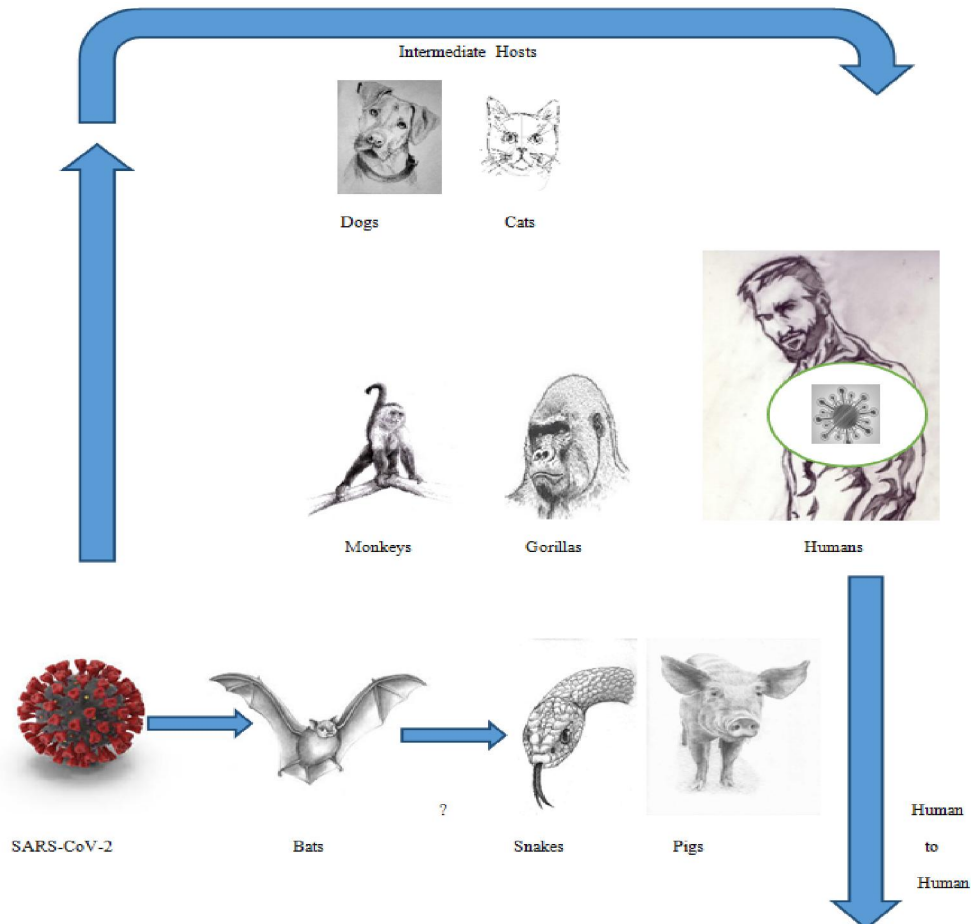 Intermediate Hosts
Dogs Cats
Monkeys Gorillas Humans
?
SARS-CoV-2 Bats Snakes Pigs
Human
to
Human